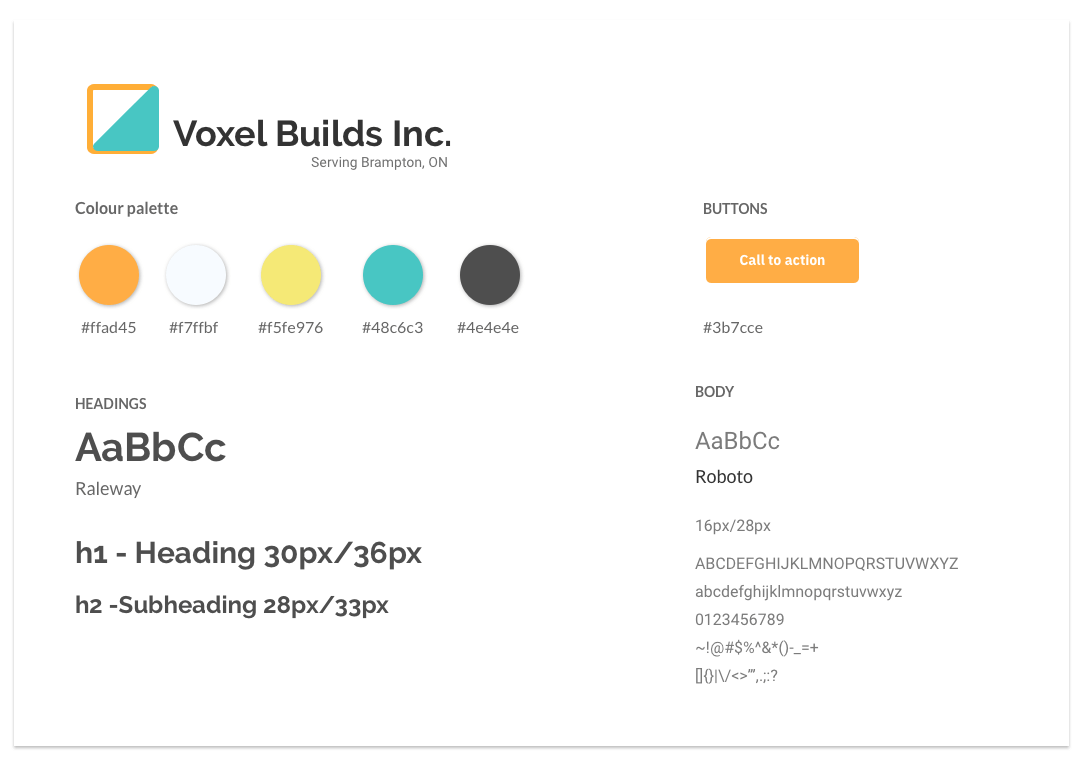 Voxel Builds Inc.
Serving Brampton, ON
Colour palette
#ffad45 #f7ffbf #f5fe976 #48c6c3 #4e4e4e
HEADINGS
AaBbCc
Raleway
h1 - Heading 30px/36px
h2 -Subheading 28px/33px
BUTTONS
Call to action
#3b7cce
BODY
AaBbCc
Roboto
16px/28px
ABCDEFGHIJKLMNOPQRSTUVWXYZ
abcdefghijklmnopqrstuvwxyz
0123456789
~!@#$%^&*()-_=+
[]{}|\/<>"",.;:?